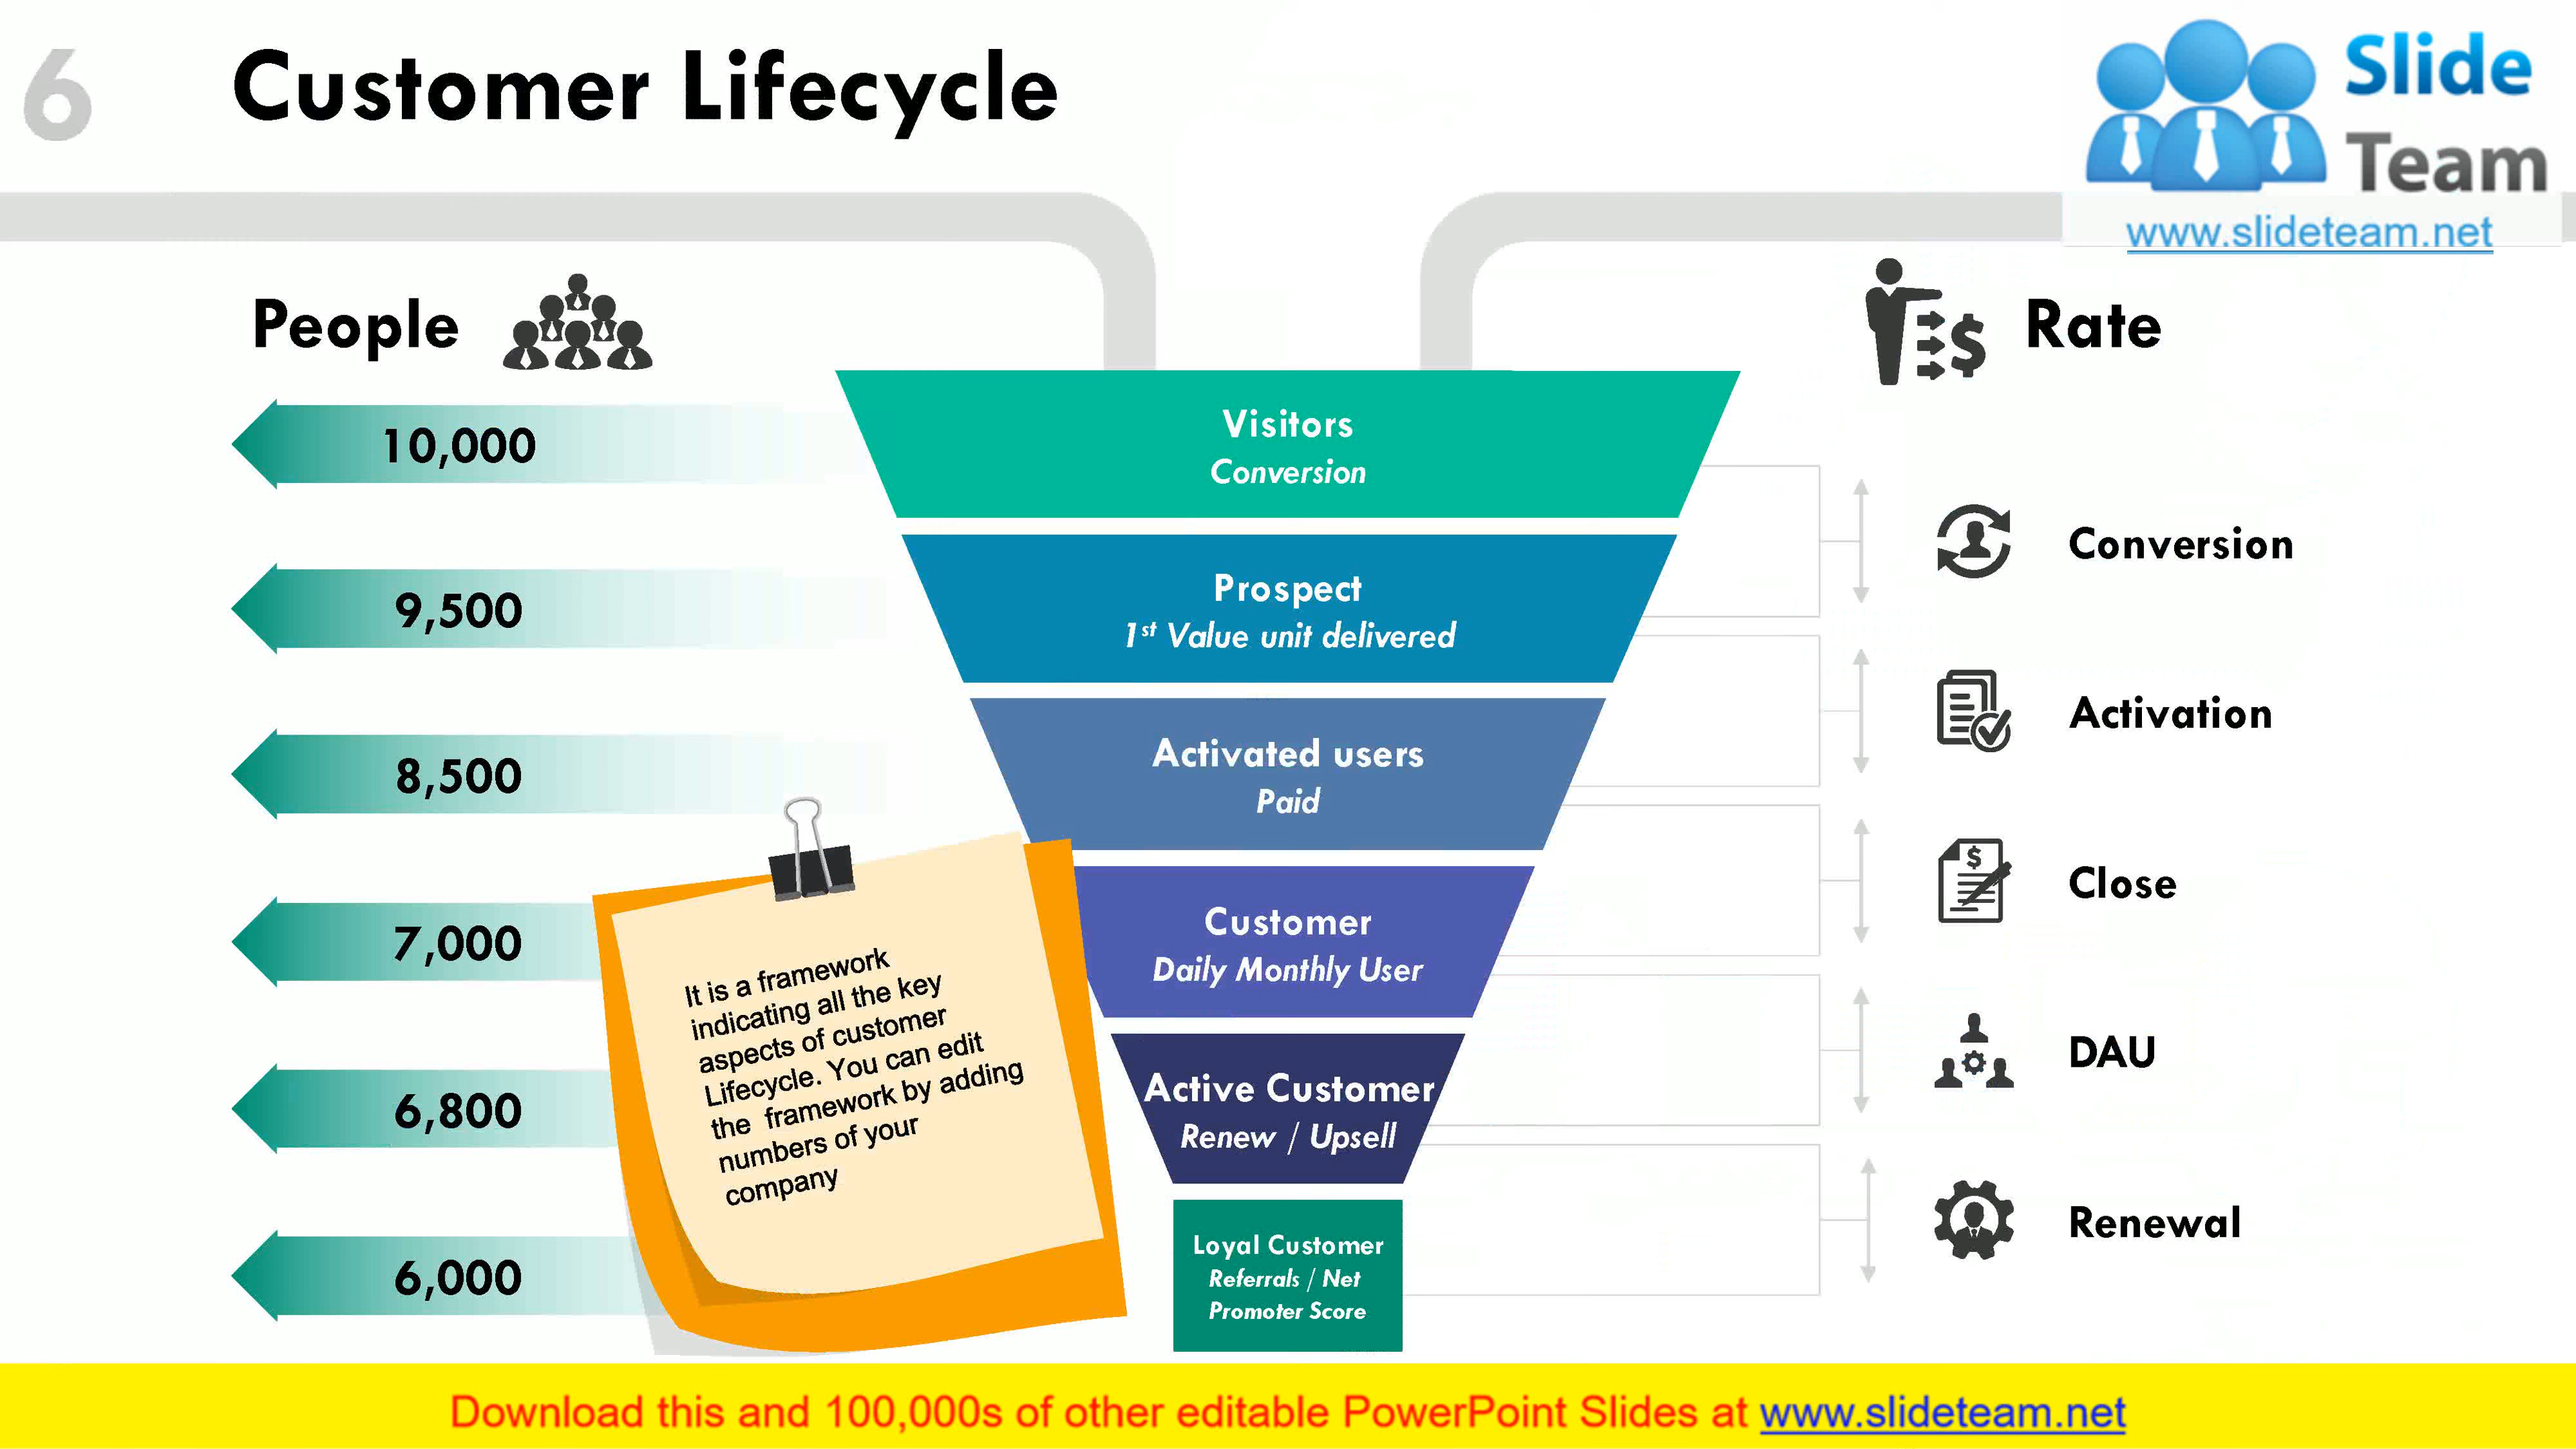 6
Customer Lifecycle
Slide
Team
www.slideteam.net
People
$
Rate
10,000
9,500
8,500
7,000
6,800
6,000
Visitors
Conversion
Prospect
1st Value unit delivered
Activated users
Paid
Customer
Daily Monthly User
Active Customer
Renew / Upsell
Loyal Customer
Referrals / Net
Promoter Score
Conversion
Activation
$
Close
DAU
Renewal
It is a framework
indicating all the key
aspects of customer
Lifecycle. You can edit
the framework by adding
numbers of your
company
Download this and 100,000s of other editable PowerPoint Slides at www.slideteam.net